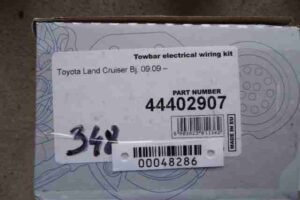 Towbar electrical wiring kit
Toyota Land Cruiser Bj. 09.09 –
PART NUMBER
44402907
MADE IN EU
348
00048286